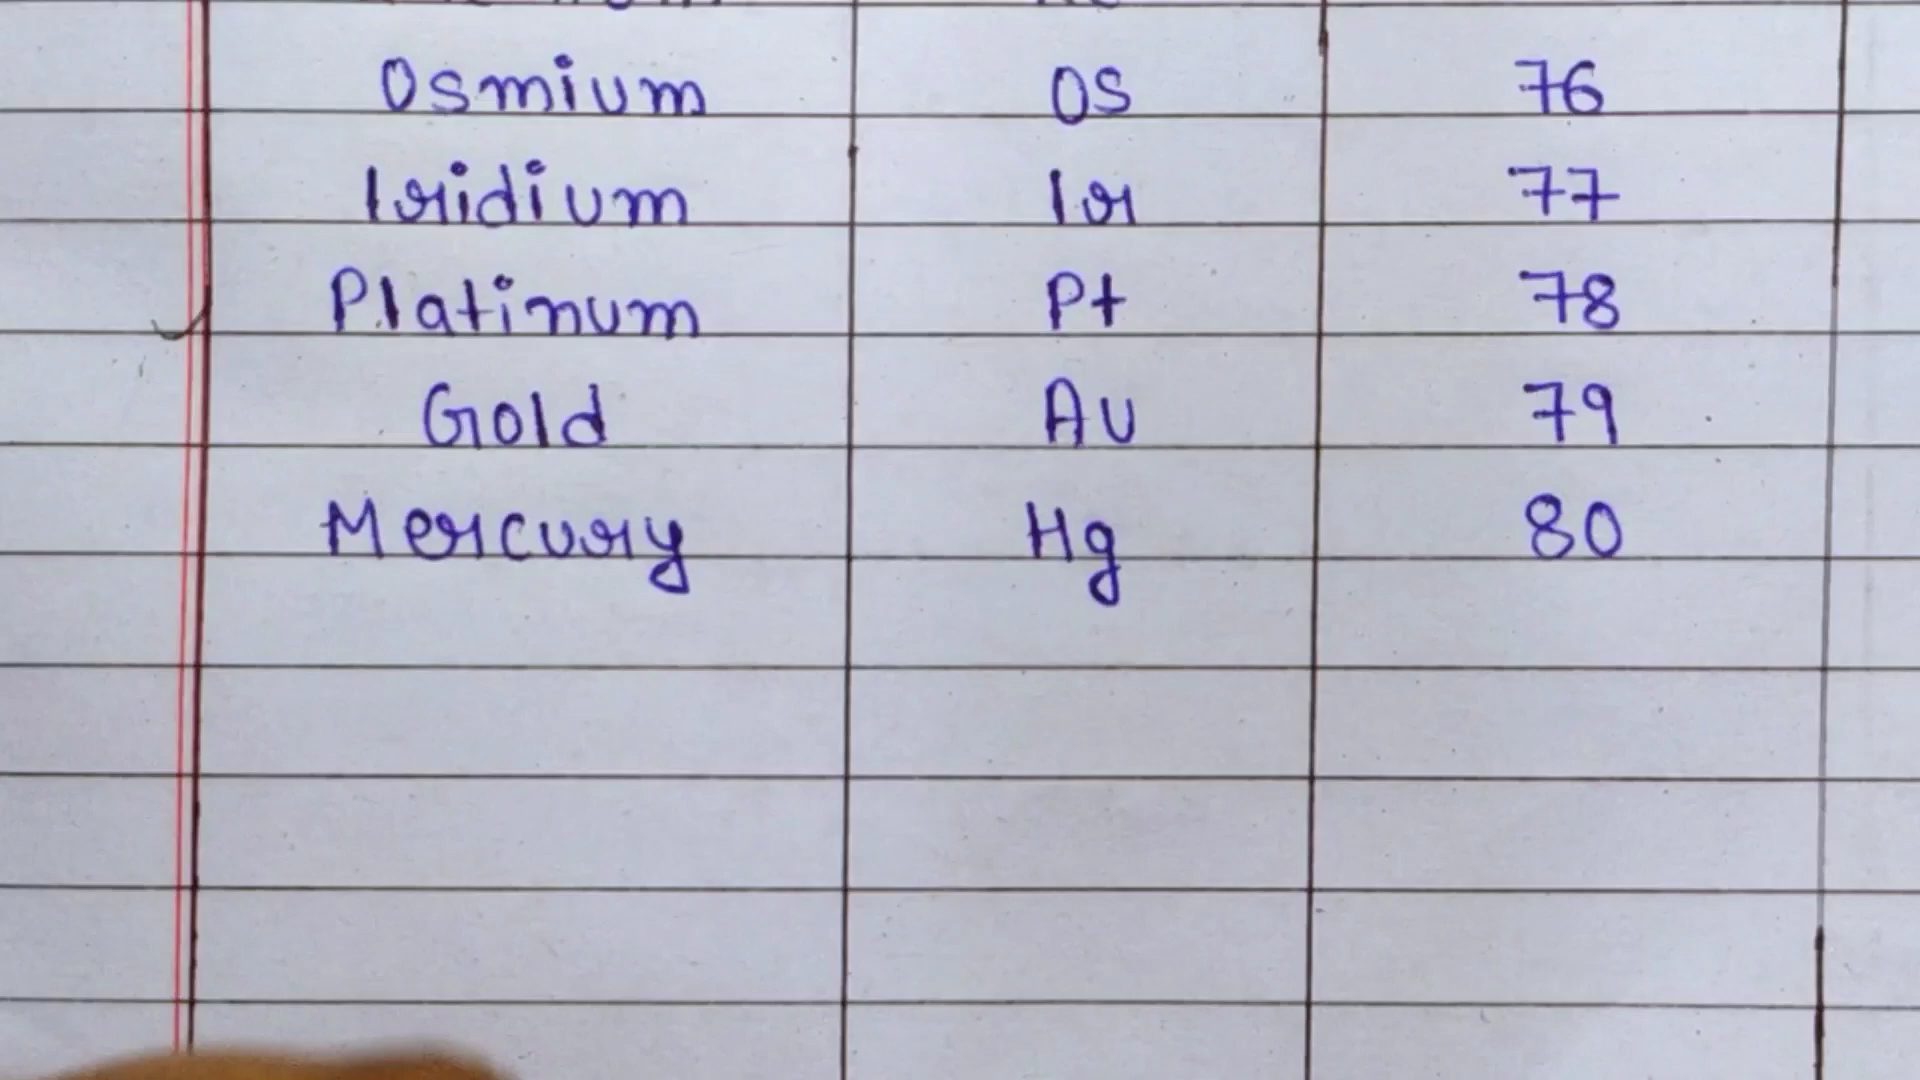 Osmium Os 76
Iridium Ir 77
Platinum Pt 78
Gold Au 79
Mercury Hg 80